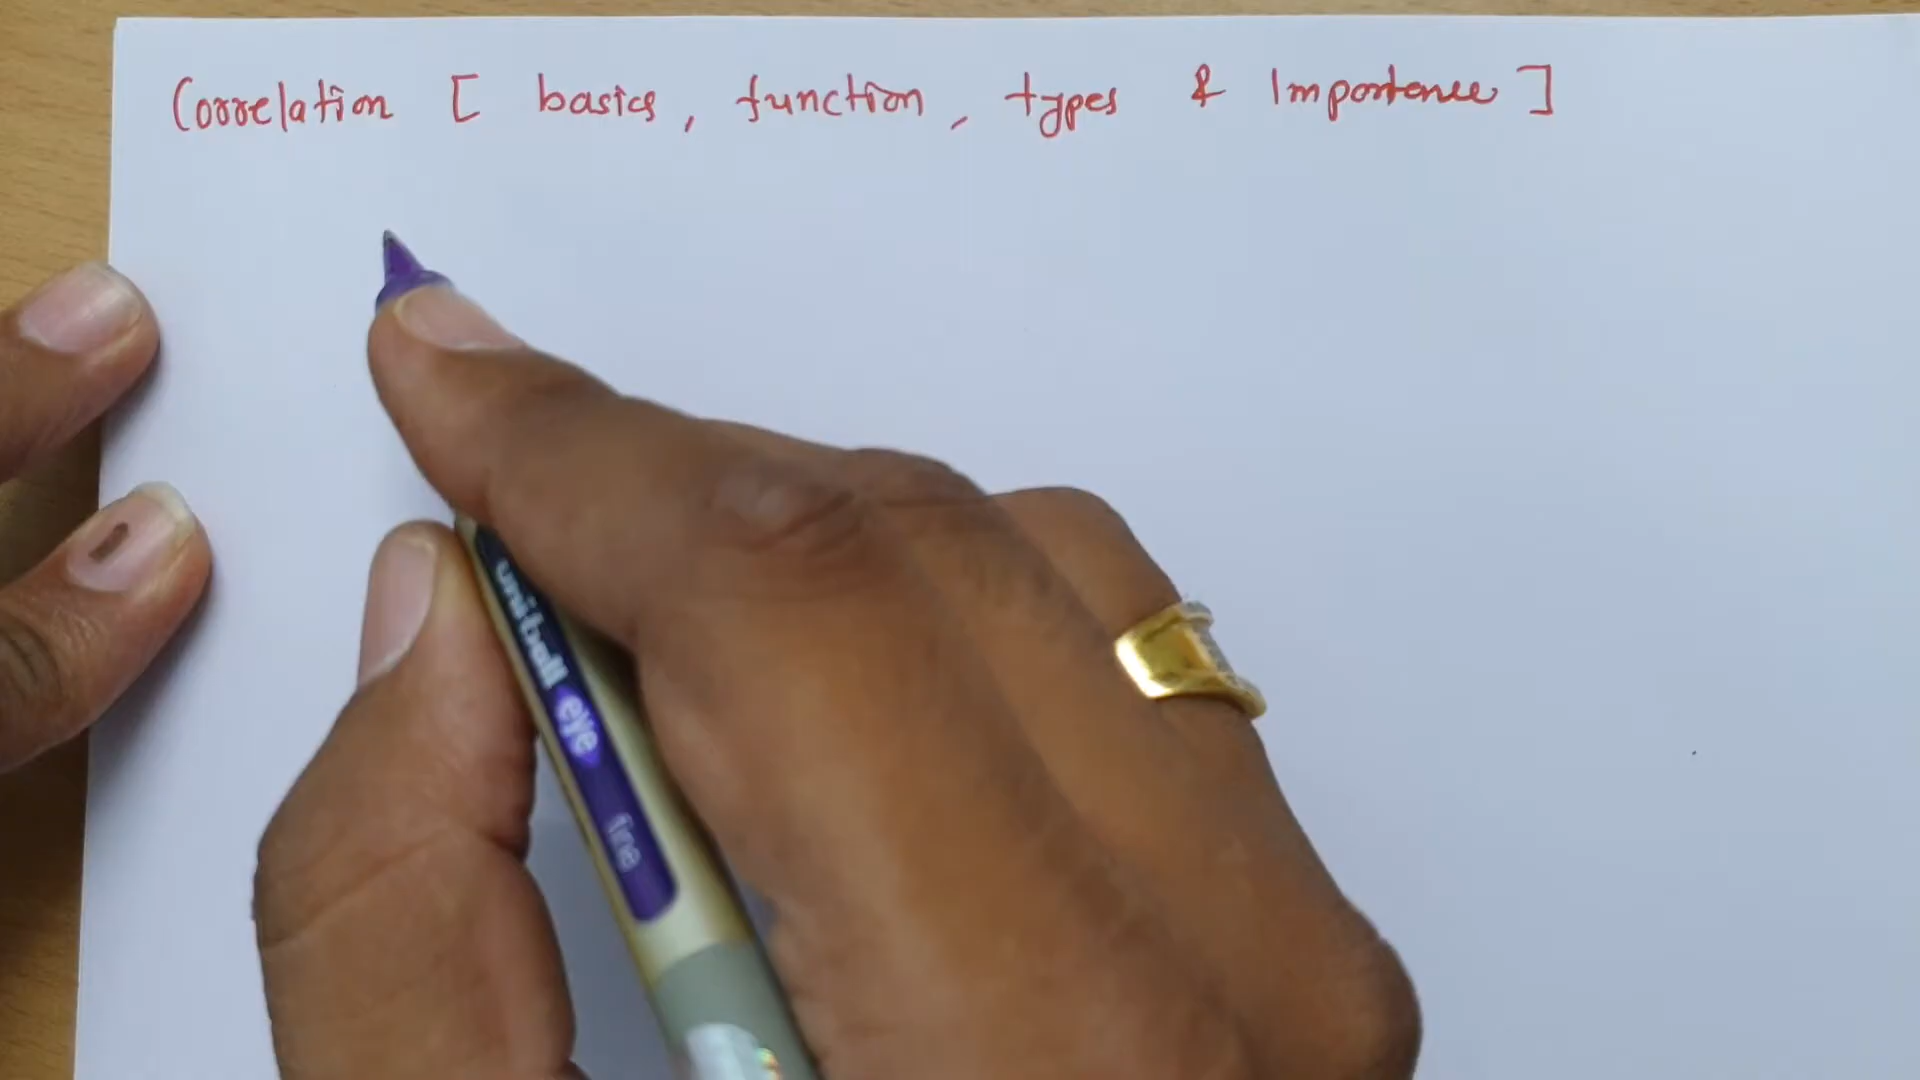 Correlation [ basics, function, types & Importence ]
uniball eye fine